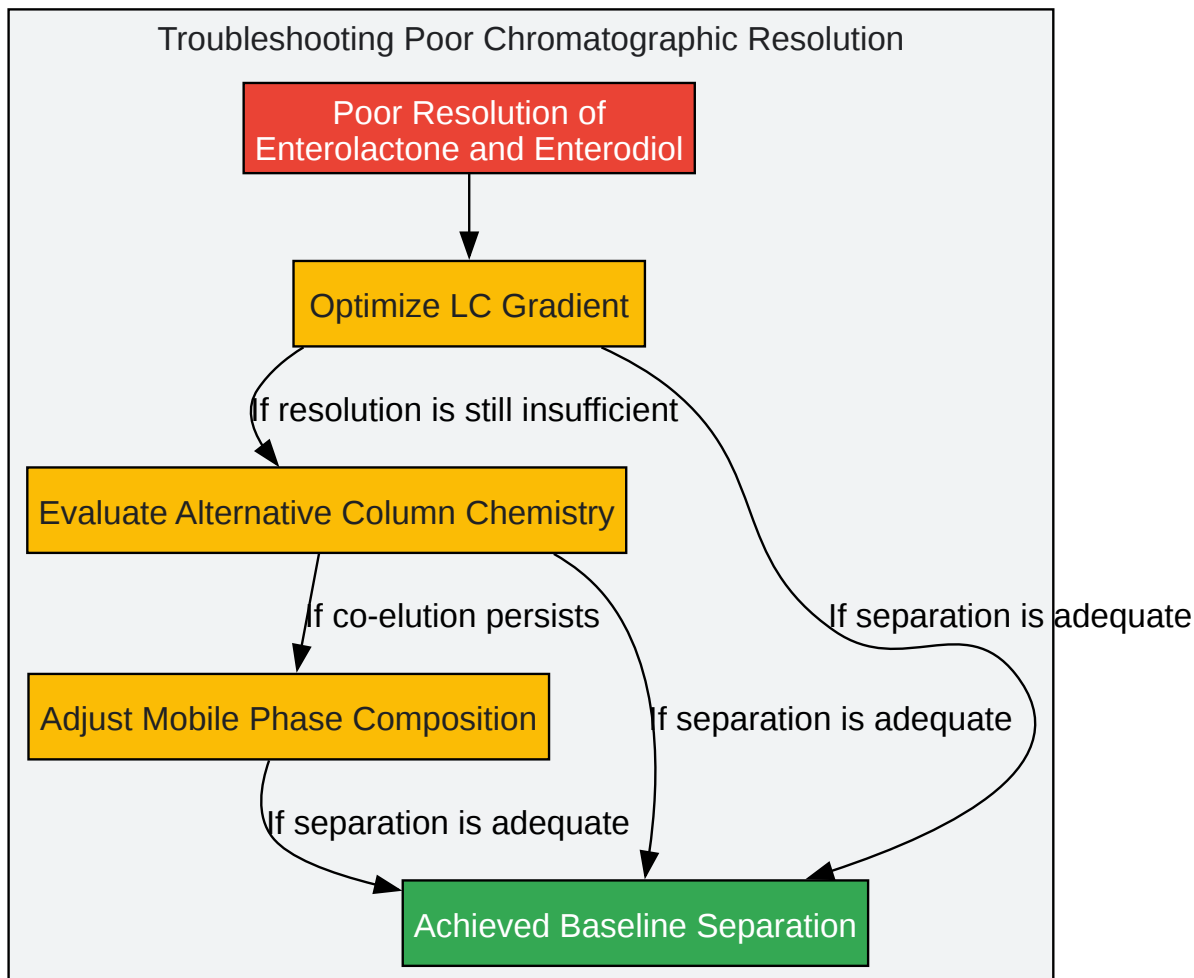 Troubleshooting Poor Chromatographic Resolution
Poor Resolution of
Enterolactone and Enterodiol
Optimize LC Gradient
If resolution is still insufficient
Evaluate Alternative Column Chemistry
If co-elution persists
If separation is adequate
Adjust Mobile Phase Composition
If separation is adequate
If separation is adequate
Achieved Baseline Separation